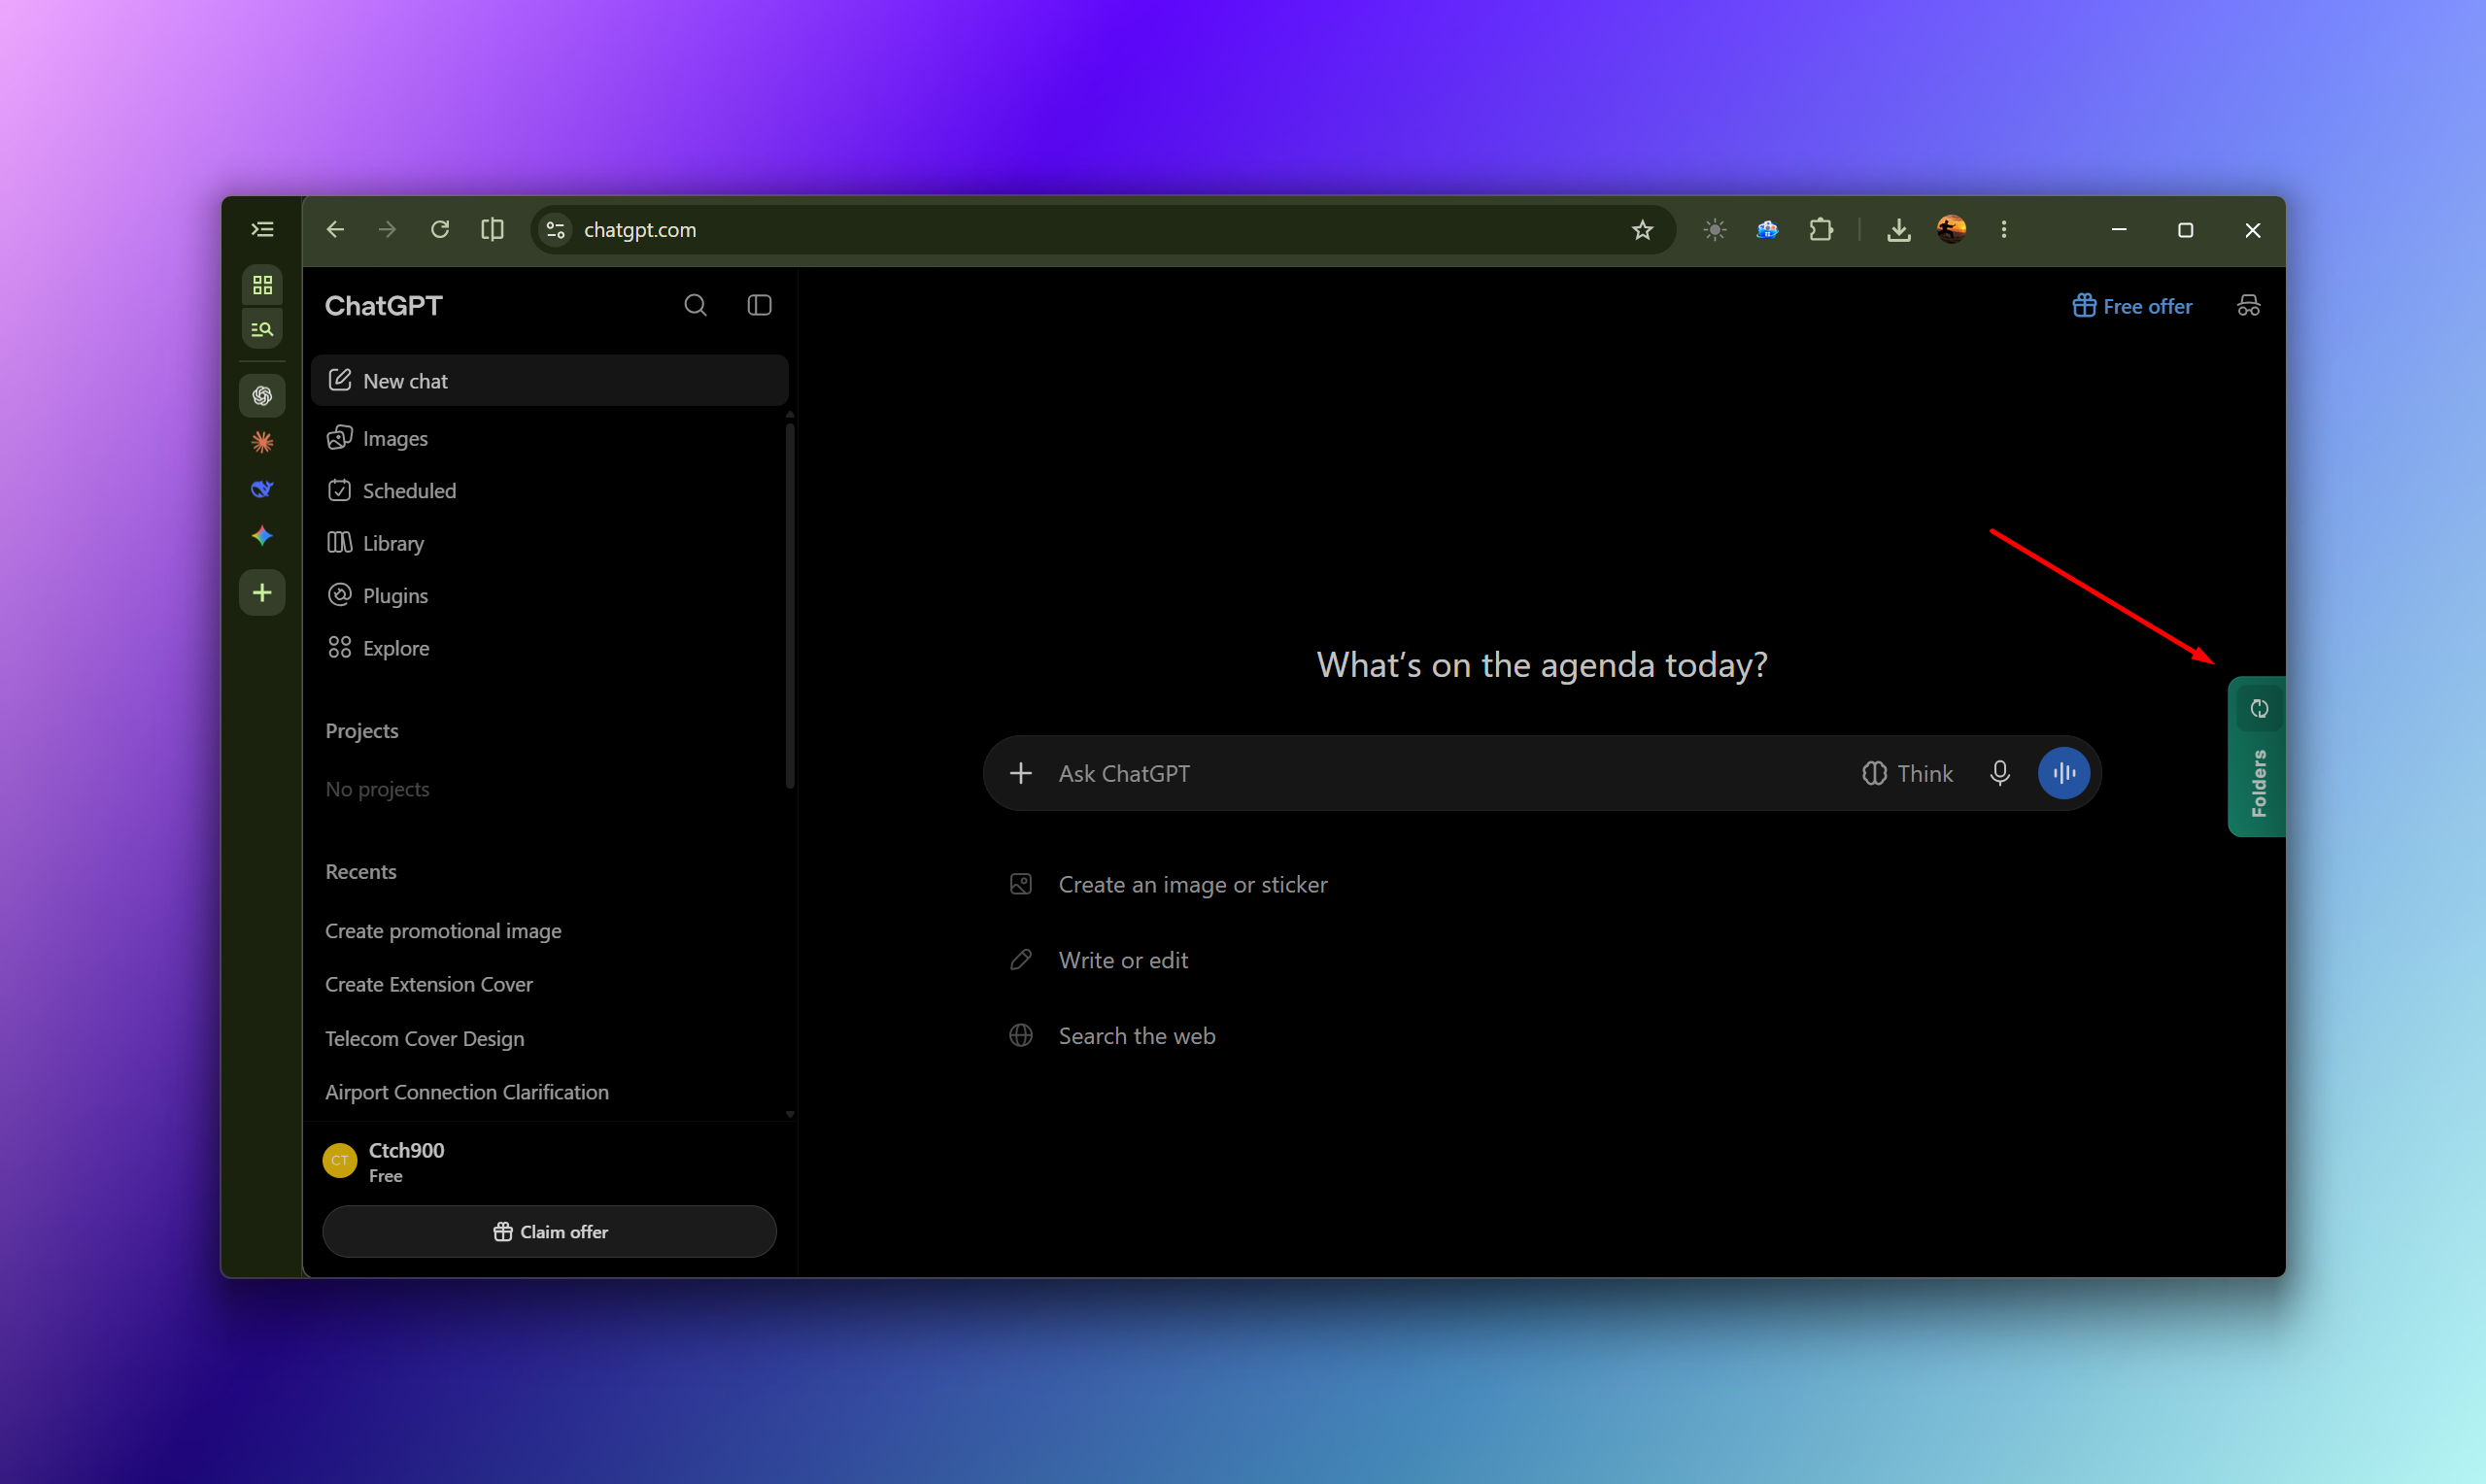 chatgpt.com
ChatGPT
Free offer
New chat
Images
Scheduled
Library
Plugins
Explore
Projects
No projects
Recents
Create promotional image
Create Extension Cover
Telecom Cover Design
Airport Connection Clarification
CT
Ctch900
Free
Claim offer
What’s on the agenda today?
Ask ChatGPT
Think
Create an image or sticker
Write or edit
Search the web
Folders